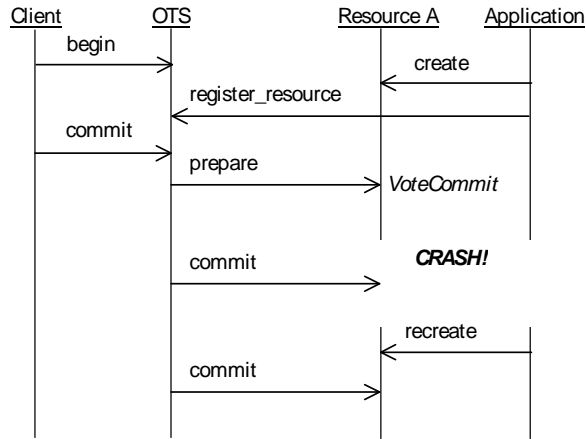 Client
OTS
Resource A
Application
begin
create
register_resource
commit
prepare
VoteCommit
CRASH!
commit
recreate
commit